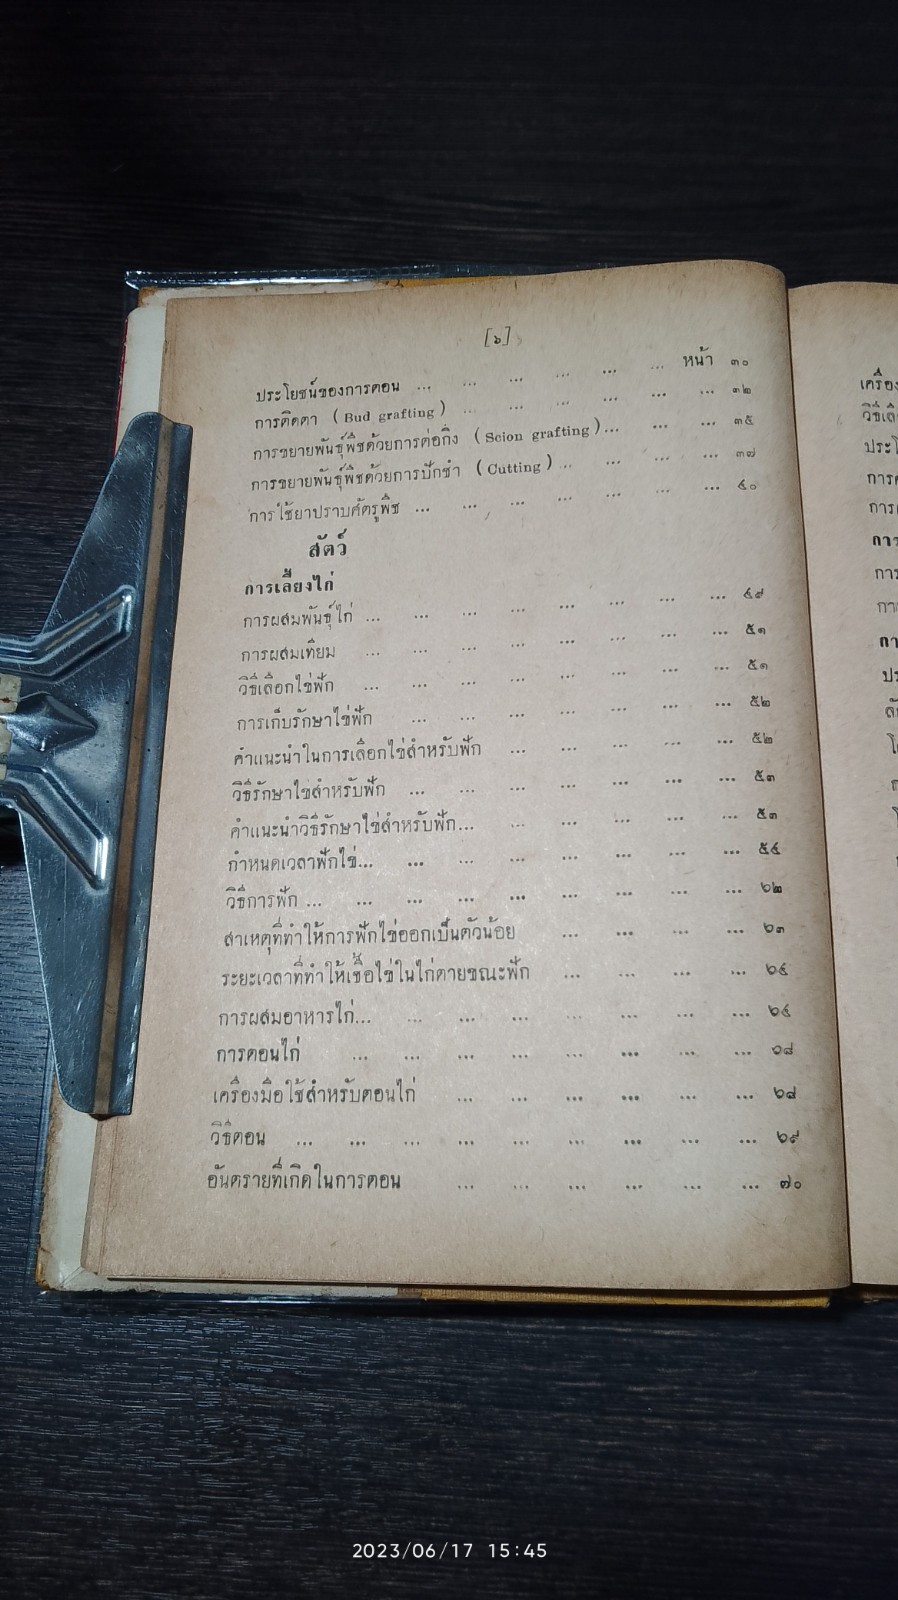 [๖]
หน้า
ประโยชน์ของการตอน ... ... ... ... ... ... ๓๐
การติดตา (Bud grafting) ... ... ... ... ... ... ๓๒
การขยายพันธุ์พืชด้วยการต่อกิ่ง (Scion grafting)... ... ... ๓๕
การขยายพันธุ์พืชด้วยการปักชำ (Cutting) ... ... ... ... ๓๗
การใช้ยาปราบศัตรูพืช ... ... ... ... ... ... ... ๔๐
สัตว์
การเลี้ยงไก่
การผสมพันธุ์ไก่ ... ... ... ... ... ... ... ๔๙
การผสมเทียม ... ... ... ... ... ... ... ๕๑
วิธีเลือกไข่ฟัก ... ... ... ... ... ... ... ๕๑
การเก็บรักษาไข่ฟัก ... ... ... ... ... ... ... ๕๒
คำแนะนำในการเลือกไข่สำหรับฟัก ... ... ... ... ... ๕๒
วิธีรักษาไข่สำหรับฟัก ... ... ... ... ... ... ... ๕๓
คำแนะนำวิธีรักษาไข่สำหรับฟัก... ... ... ... ... ... ๕๓
กำหนดเวลาฟักไข่... ... ... ... ... ... ... ... ๕๔
วิธีการฟัก ... ... ... ... ... ... ... ... ... ๖๒
สาเหตุที่ทำให้การฟักไข่ออกเป็นตัวน้อย ... ... ... ... ๖๓
ระยะเวลาที่ทำให้เชื้อไข่ในไก่ตายขณะฟัก ... ... ... ... ๖๔
การผสมอาหารไก่... ... ... ... ... ... ... ... ๖๔
การตอนไก่ ... ... ... ... ... ... ... ... ๖๘
เครื่องมือใช้สำหรับตอนไก่ ... ... ... ... ... ... ๖๘
วิธีตอน ... ... ... ... ... ... ... ... ... ๖๙
อันตรายที่เกิดในการตอน ... ... ... ... ... ... ๗๐
2023/06/17 15:45